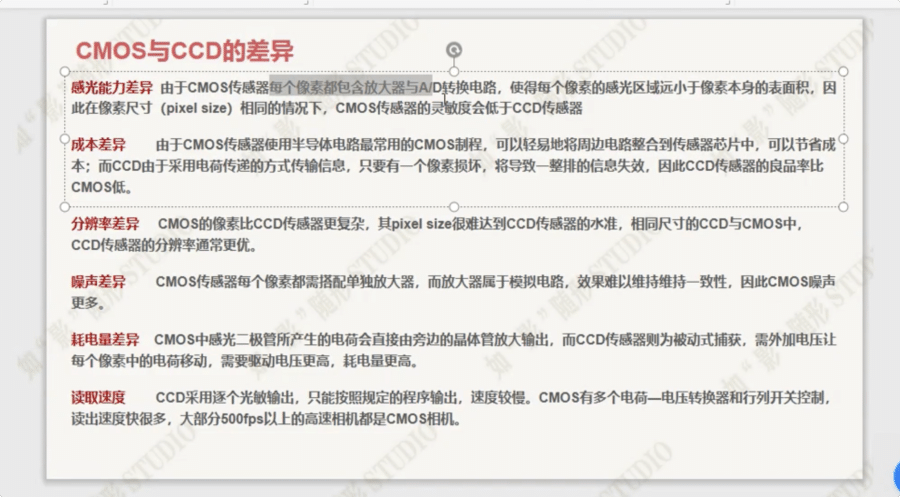 CMOS与CCD的差异
感光能力差异 由于CMOS传感器每个像素都包含放大器与A/D转换电路，使得每个像素的感光区域远小于像素本身的表面积，因
此在像素尺寸（pixel size）相同的情况下，CMOS传感器的灵敏度会低于CCD传感器
成本差异 由于CMOS传感器使用半导体电路最常用的CMOS制程，可以轻易地将周边电路整合到传感器芯片中，可以节省成
本；而CCD由于采用电荷传递的方式传输信息，只要有一个像素损坏，将导致一整排的信息失效，因此CCD传感器的良品率比
CMOS低。
分辨率差异 CMOS的像素比CCD传感器更复杂，其pixel size很难达到CCD传感器的水准，相同尺寸的CCD与CMOS中，
CCD传感器的分辨率通常更优。
噪声差异 CMOS传感器每个像素都需搭配单独放大器，而放大器属于模拟电路，效果难以维持维持一致性，因此CMOS噪声
更多。
耗电量差异 CMOS中感光二极管所产生的电荷会直接由旁边的晶体管放大输出，而CCD传感器则为被动式捕获，需外加电压让
每个像素中的电荷移动，需要驱动电压更高，耗电量更高。
读取速度 CCD采用逐个光敏输出，只能按照规定的程序输出，速度较慢。CMOS有多个电荷—电压转换器和行列开关控制，
读出速度快很多，大部分500fps以上的高速相机都是CMOS相机。
如“影”随形STUDIO